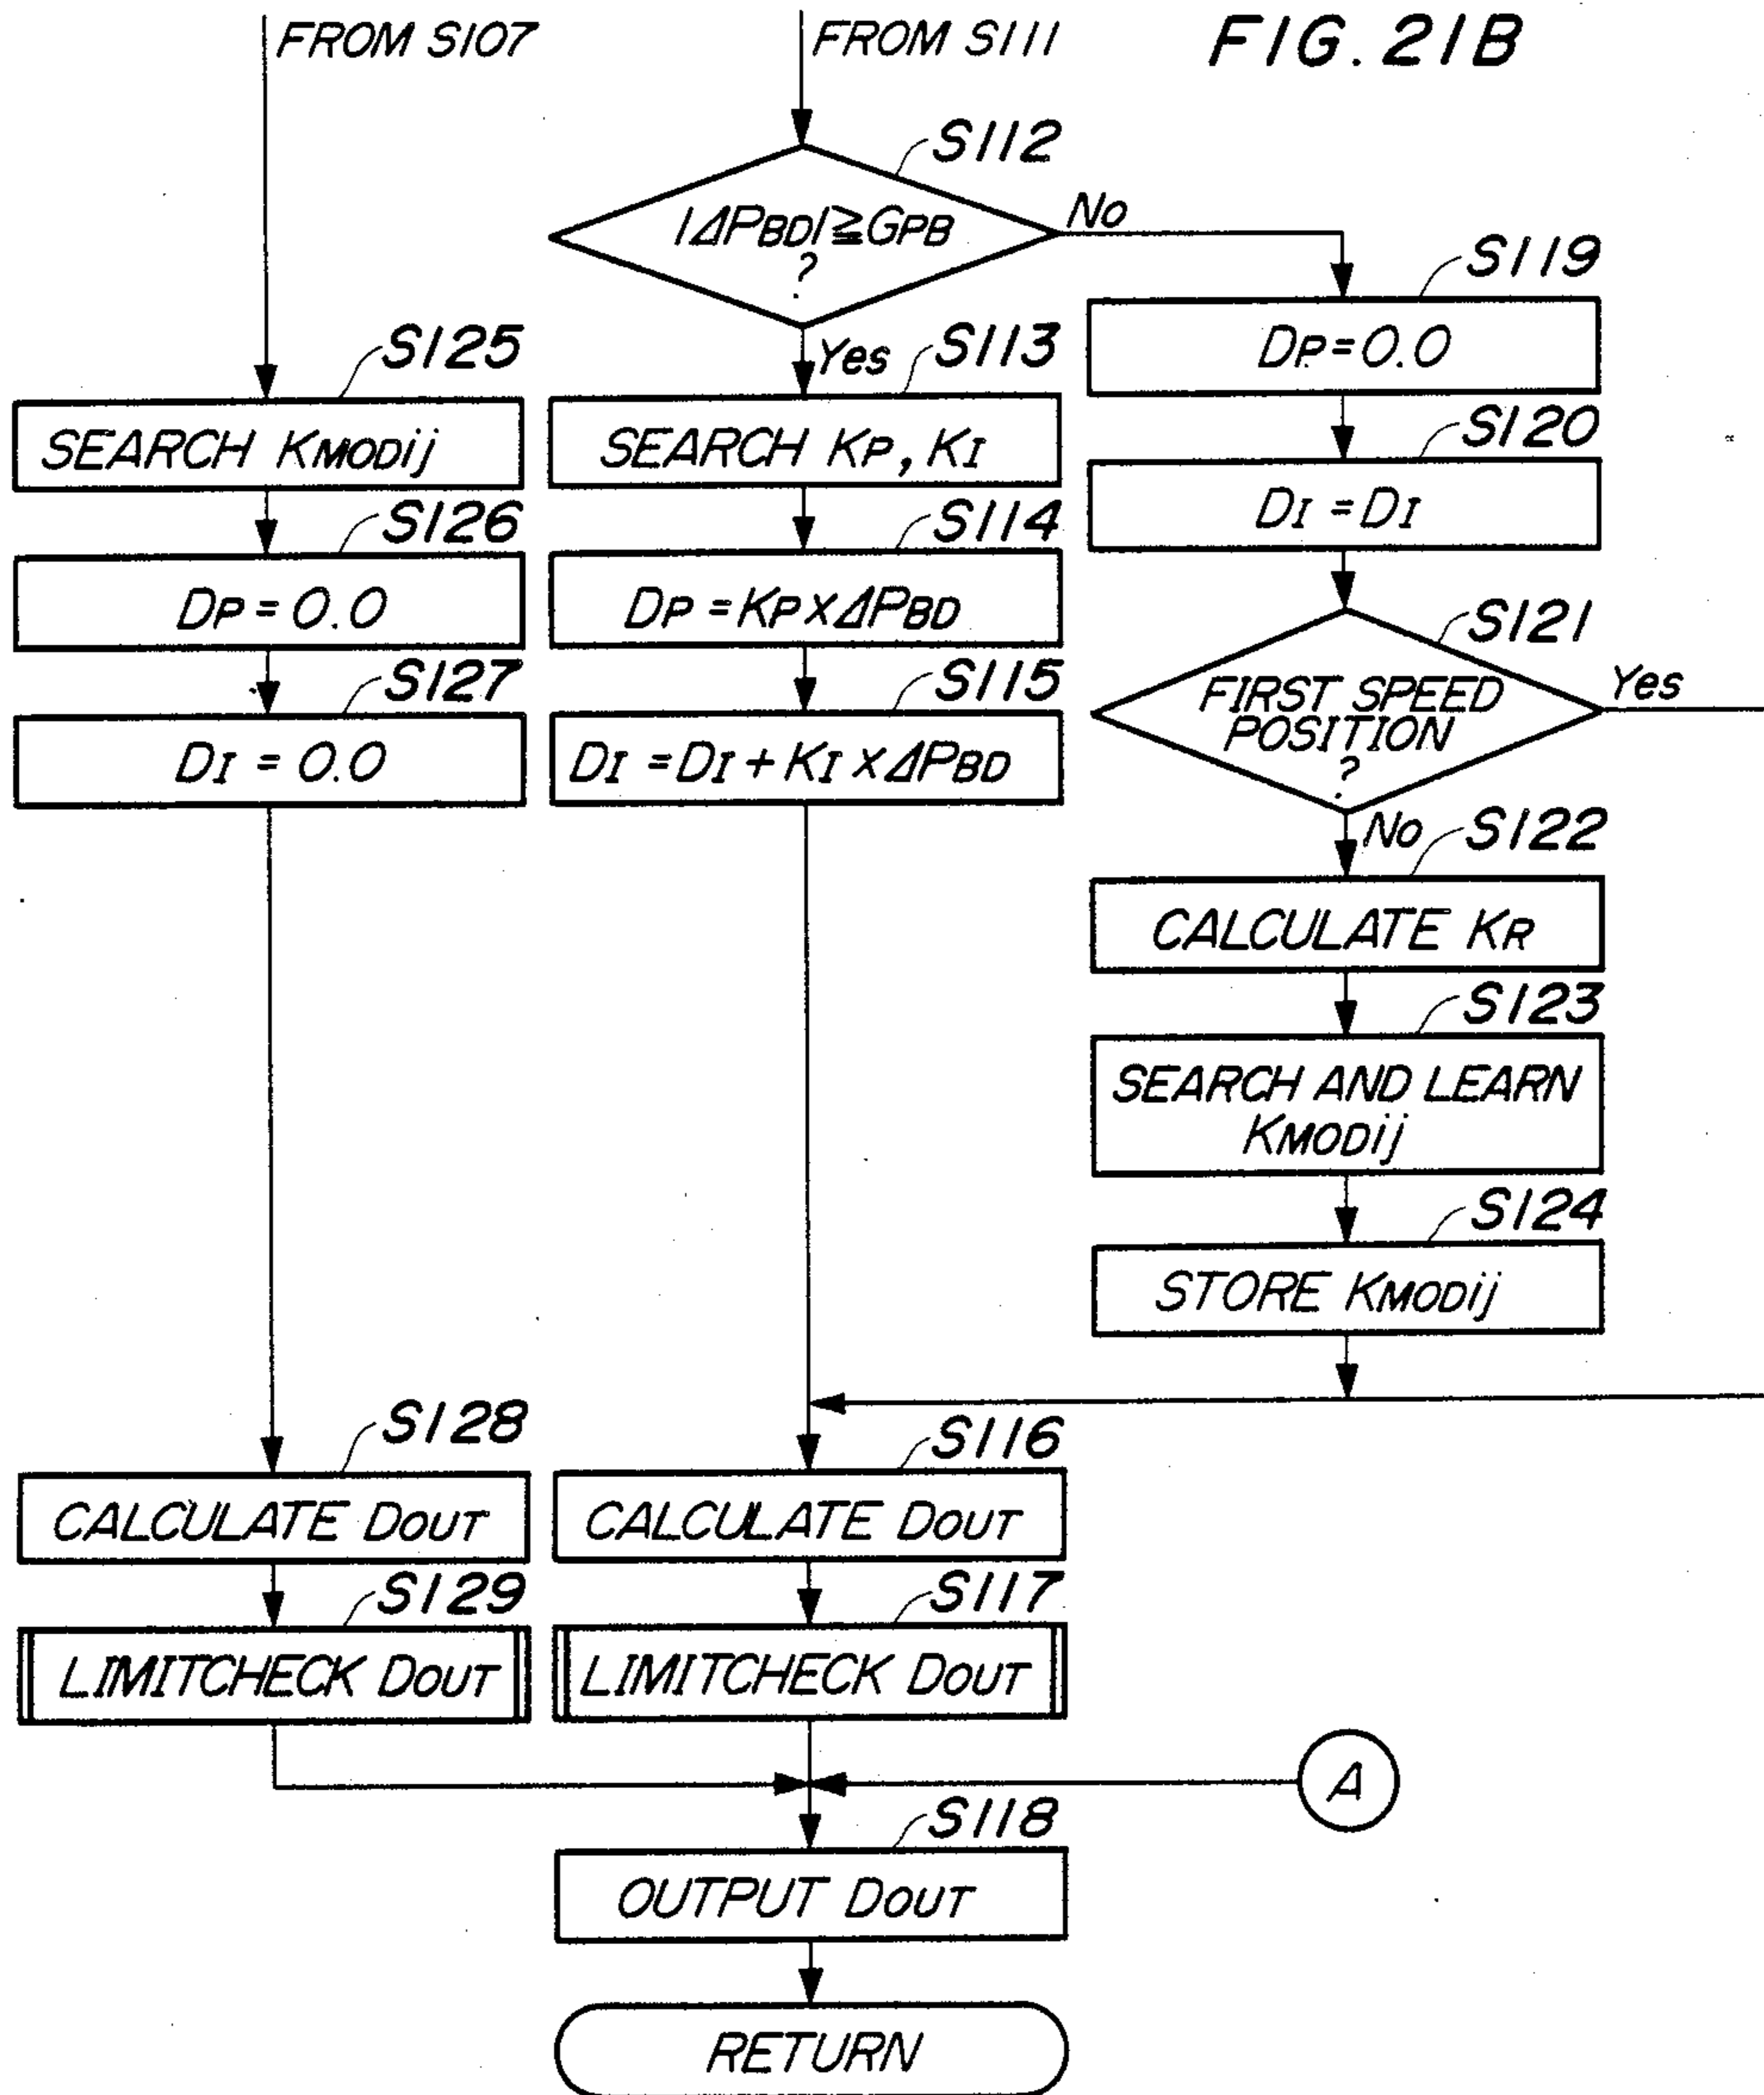 FROM S107
FROM S111
FIG. 21B
S112
|ΔPBD| ≧ GPB
?
No
Yes
S125
SEARCH KMODij
S126
DP = 0.0
S127
DI = 0.0
S113
SEARCH KP, KI
S114
DP = KP × ΔPBD
S115
DI = DI + KI × ΔPBD
S119
DP = 0.0
S120
DI = DI
S121
FIRST SPEED
POSITION
?
Yes
No
S122
CALCULATE KR
S123
SEARCH AND LEARN
KMODij
S124
STORE KMODij
S128
CALCULATE DOUT
S129
LIMITCHECK DOUT
S116
CALCULATE DOUT
S117
LIMITCHECK DOUT
A
S118
OUTPUT DOUT
RETURN